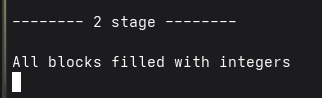 -------- 2 stage --------
All blocks filled with integers